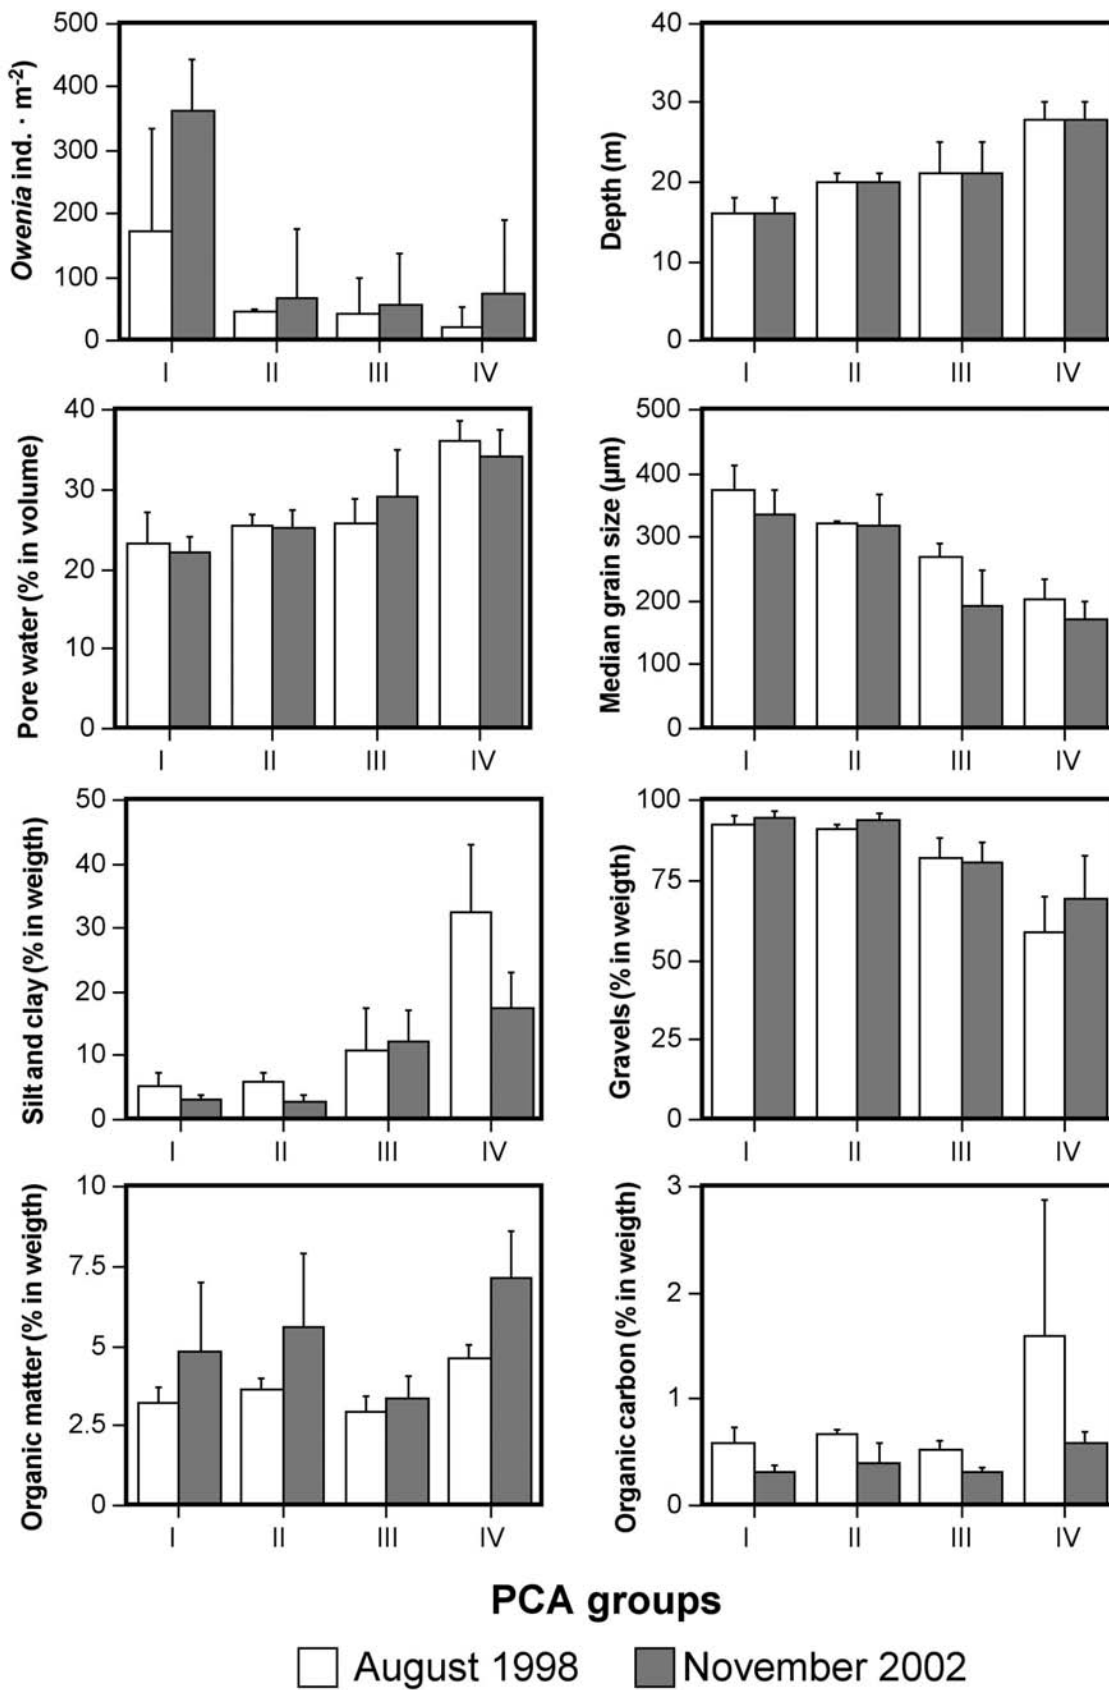 Owenia ind. · m-2
500
400
300
200
100
0
I II III IV
Depth (m)
40
30
20
10
0
I II III IV
Pore water (% in volume)
40
30
20
10
0
I II III IV
Median grain size (µm)
500
400
300
200
100
0
I II III IV
Silt and clay (% in weigth)
50
40
30
20
10
0
I II III IV
Gravels (% in weigth)
100
75
50
25
0
I II III IV
Organic matter (% in weigth)
10
7.5
5
2.5
0
I II III IV
Organic carbon (% in weigth)
3
2
1
0
I II III IV
PCA groups
August 1998 November 2002